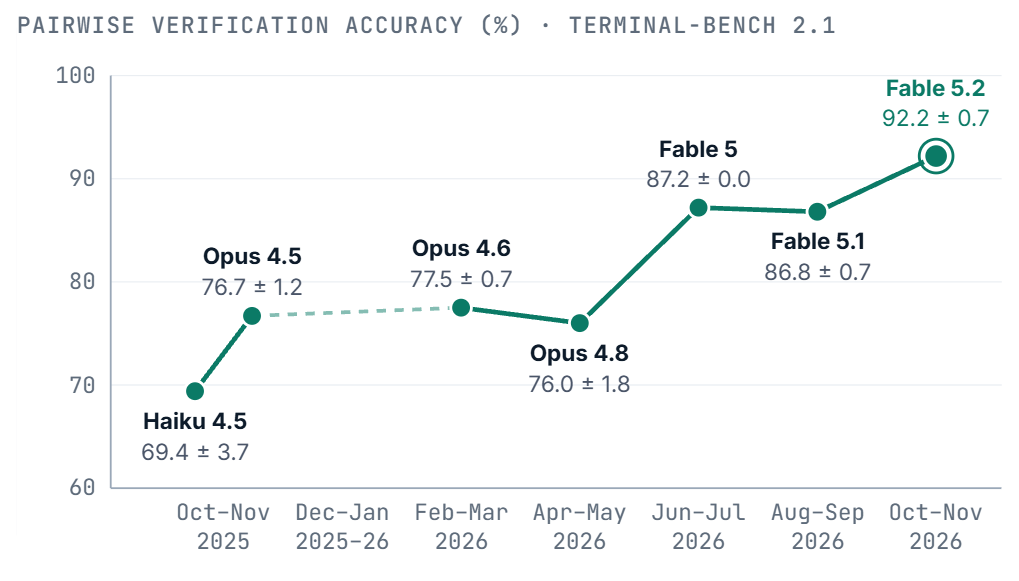 PAIRWISE VERIFICATION ACCURACY (%) · TERMINAL-BENCH 2.1
100
90
80
70
60
Haiku 4.5
69.4 ± 3.7
Opus 4.5
76.7 ± 1.2
Opus 4.6
77.5 ± 0.7
Opus 4.8
76.0 ± 1.8
Fable 5
87.2 ± 0.0
Fable 5.1
86.8 ± 0.7
Fable 5.2
92.2 ± 0.7
Oct–Nov
2025
Dec–Jan
2025–26
Feb–Mar
2026
Apr–May
2026
Jun–Jul
2026
Aug–Sep
2026
Oct–Nov
2026